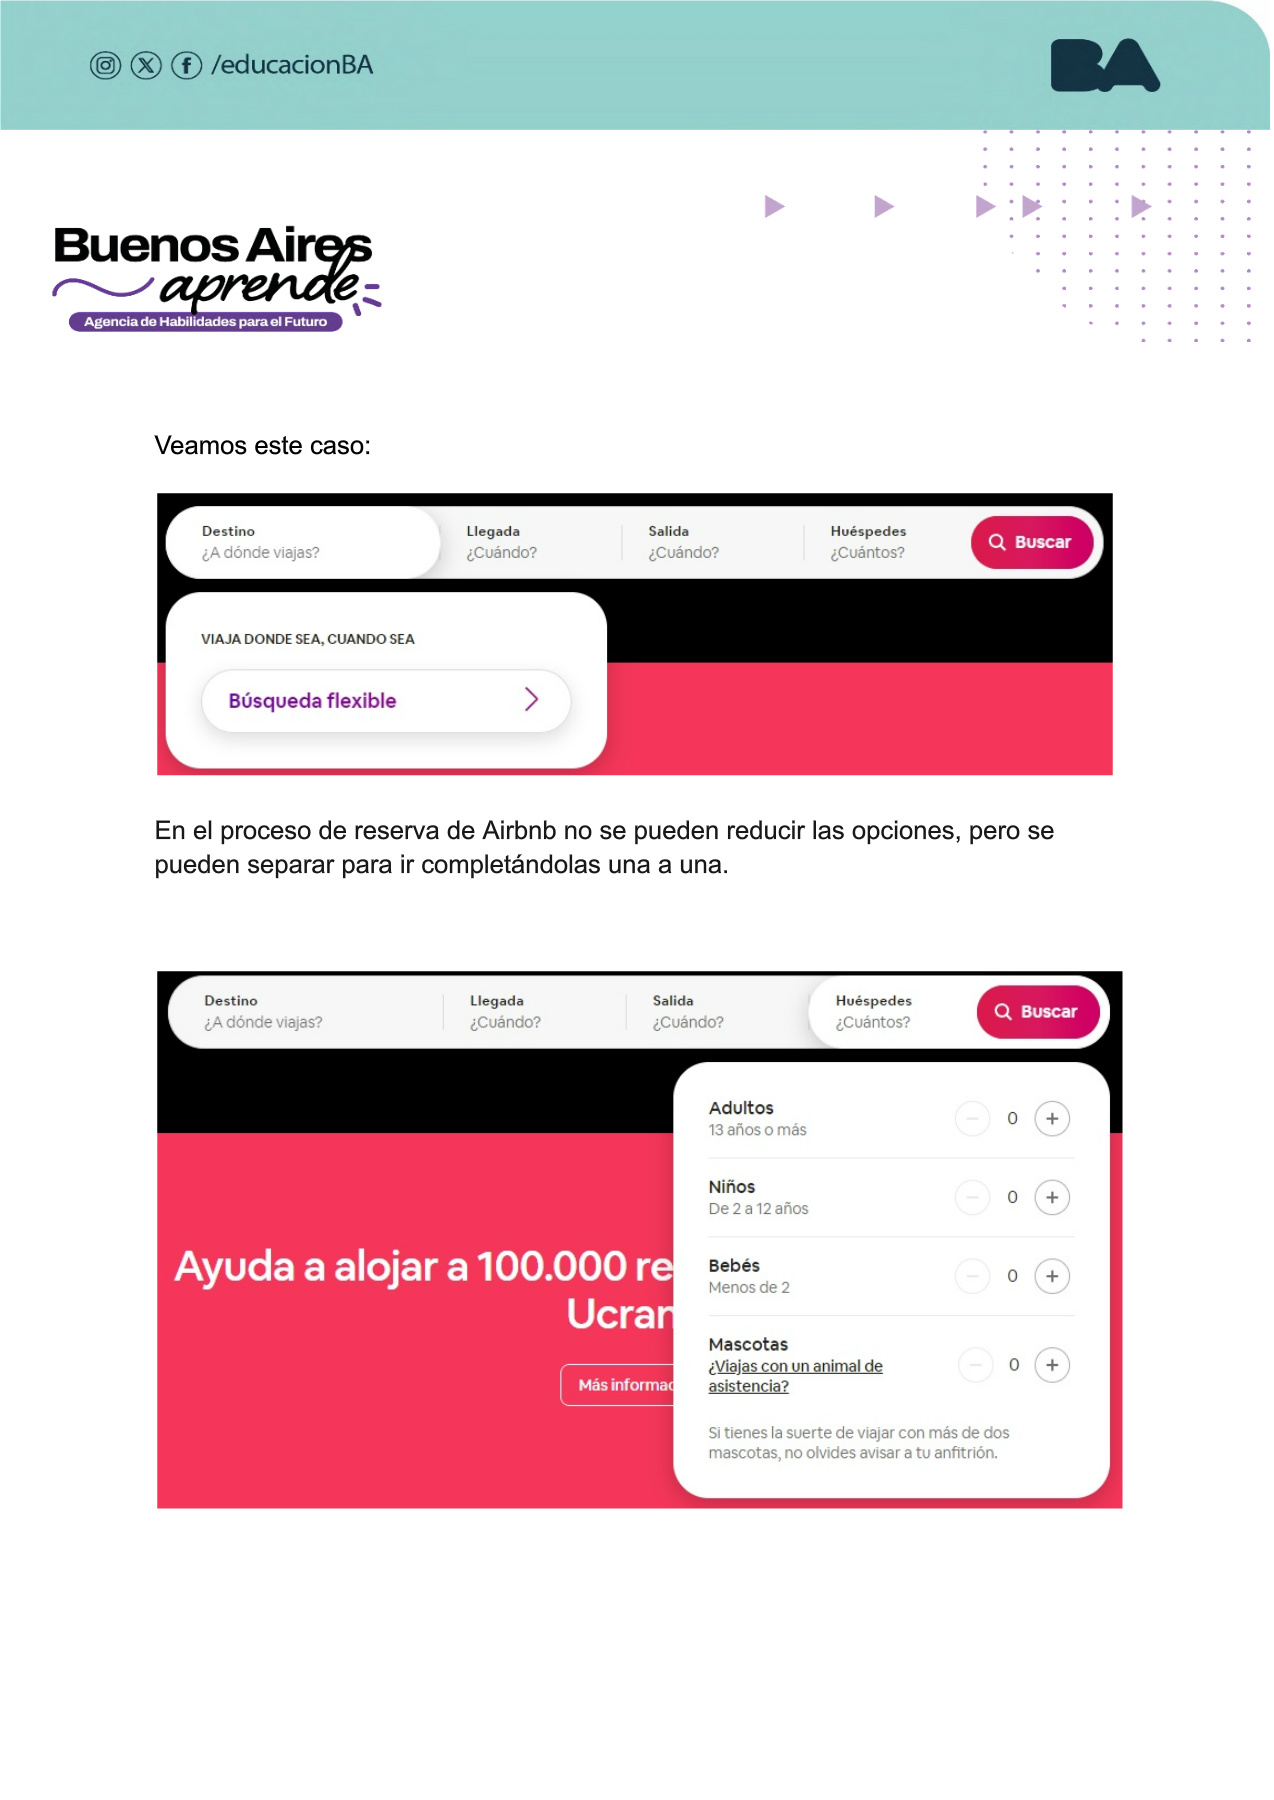 /educacionBA
BA
Buenos Aires
aprende
Agencia de Habilidades para el Futuro
Veamos este caso:
Destino
¿A dónde viajas?
Llegada
¿Cuándo?
Salida
¿Cuándo?
Huéspedes
¿Cuántos?
Buscar
VIAJA DONDE SEA, CUANDO SEA
Búsqueda flexible
En el proceso de reserva de Airbnb no se pueden reducir las opciones, pero se
pueden separar para ir completándolas una a una.
Destino
¿A dónde viajas?
Llegada
¿Cuándo?
Salida
¿Cuándo?
Huéspedes
¿Cuántos?
Buscar
Adultos
13 años o más
0
Niños
De 2 a 12 años
0
Bebés
Menos de 2
0
Mascotas
¿Viajas con un animal de
asistencia?
0
Si tienes la suerte de viajar con más de dos
mascotas, no olvides avisar a tu anfitrión.
Ayuda a alojar a 100.000 re
Ucran
Más informac